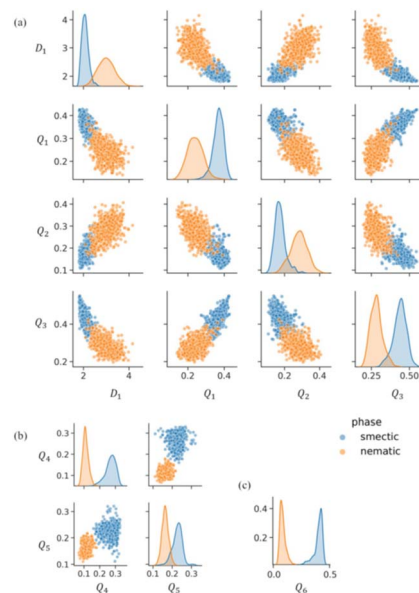 (a)
D₁
4
3
2
Q₁
0.4
0.3
0.2
Q₂
0.4
0.3
0.2
0.1
Q₃
0.4
0.3
0.2
2 4
0.2 0.4
0.2 0.4
0.25 0.50
D₁ Q₁ Q₂ Q₃
phase
smectic
nematic
(b)
(c)
Q₄
0.3
0.2
0.1
Q₅
0.3
0.2
0.1
0.1 0.2 0.3
0.1 0.2 0.3
Q₄ Q₅
0.4
0.2
0.0 0.5
Q₆